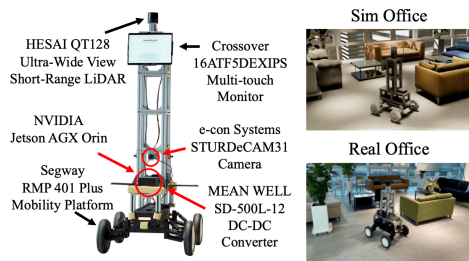 HESAI QT128
Ultra-Wide View
Short-Range LiDAR
Crossover
16ATF5DEXIPS
Multi-touch
Monitor
NVIDIA
Jetson AGX Orin
e-con Systems
STURDeCAM31
Camera
Segway
RMP 401 Plus
Mobility Platform
MEAN WELL
SD-500L-12
DC-DC
Converter
Sim Office
Real Office